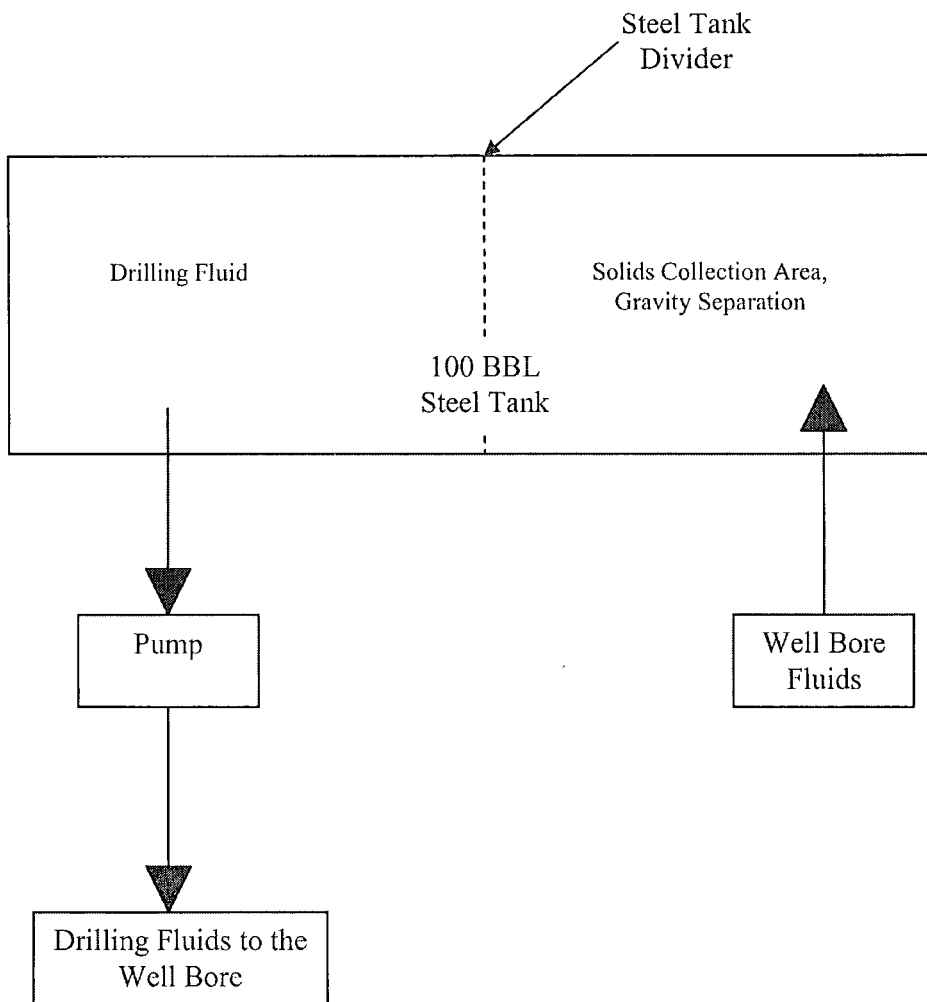 Steel Tank
Divider
Drilling Fluid
Solids Collection Area,
Gravity Separation
100 BBL
Steel Tank
Pump
Well Bore
Fluids
Drilling Fluids to the
Well Bore